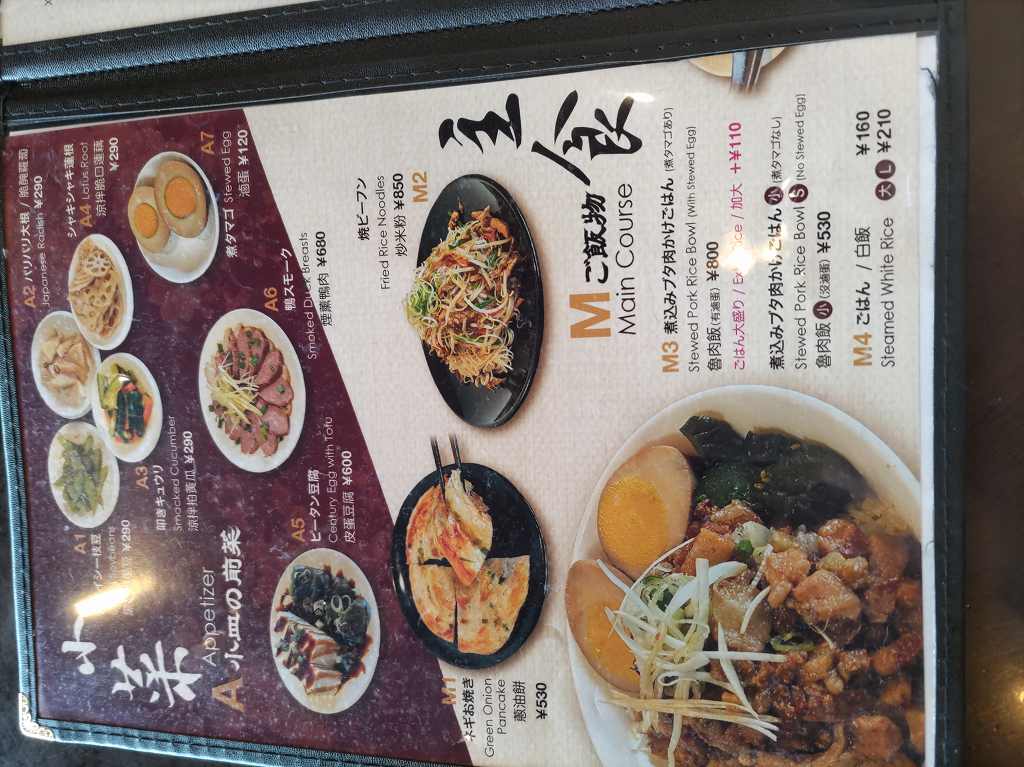 小菜
A Appetizer
小皿の前菜
A1
シー枝豆
¥290
A2 パリパリ大根 / 脆醃蘿蔔
Japanese Radish ¥290
A3
叩きキュウリ
Smacked Cucumber
涼拌拍黃瓜 ¥290
シャキシャキ蓮根
A4 Lotus Root
涼拌脆口蓮藕
¥290
A5
ピータン豆腐
Century Egg with Tofu
皮蛋豆腐 ¥600
A6
鴨スモーク
Smoked Duck Breasts
煙薰鴨肉 ¥680
A7
煮タマゴ Stewed Egg
滷蛋 ¥120
主食
M ご飯物
Main Course
M1
ネギお焼き
Green Onion
Pancake
蔥油餅
¥530
M2
焼ビーフン
Fried Rice Noodles
炒米粉 ¥850
M3 煮込みブタ肉かけごはん (煮タマゴあり)
Stewed Pork Rice Bowl (With Stewed Egg)
魯肉飯 (有滷蛋) ¥800
ごはん大盛り / Rice / 加大 +¥110
煮込みブタ肉かけごはん 小 (煮タマゴなし)
Stewed Pork Rice Bowl S (No Stewed Egg)
魯肉飯 小 (沒滷蛋) ¥530
M4 ごはん / 白飯 ¥160
Steamed White Rice 大 L ¥210